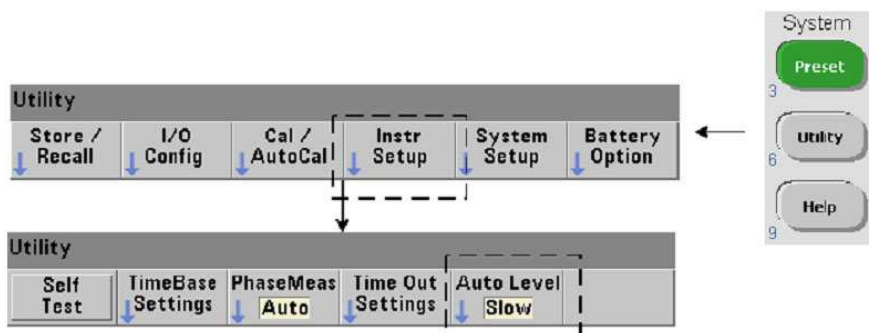 System
Preset
3
Utility
Store / Recall
I/O Config
Cal / AutoCal
Instr Setup
System Setup
Battery Option
Utility
6
Help
9
Utility
Self Test
TimeBase Settings
PhaseMeas Auto
Time Out Settings
Auto Level Slow